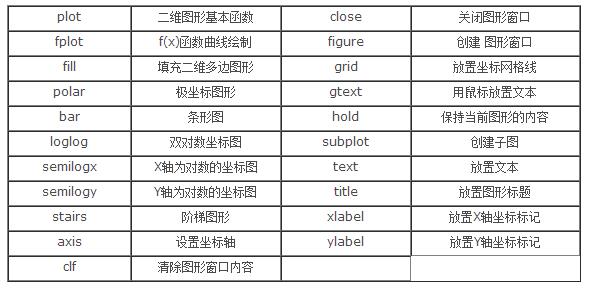 plot 二维图形基本函数 close 关闭图形窗口
fplot f(x)函数曲线绘制 figure 创建 图形窗口
fill 填充二维多边图形 grid 放置坐标网格线
polar 极坐标图形 gtext 用鼠标放置文本
bar 条形图 hold 保持当前图形的内容
loglog 双对数坐标图 subplot 创建子图
semilogx X轴为对数的坐标图 text 放置文本
semilogy Y轴为对数的坐标图 title 放置图形标题
stairs 阶梯图形 xlabel 放置X轴坐标标记
axis 设置坐标轴 ylabel 放置Y轴坐标标记
clf 清除图形窗口内容